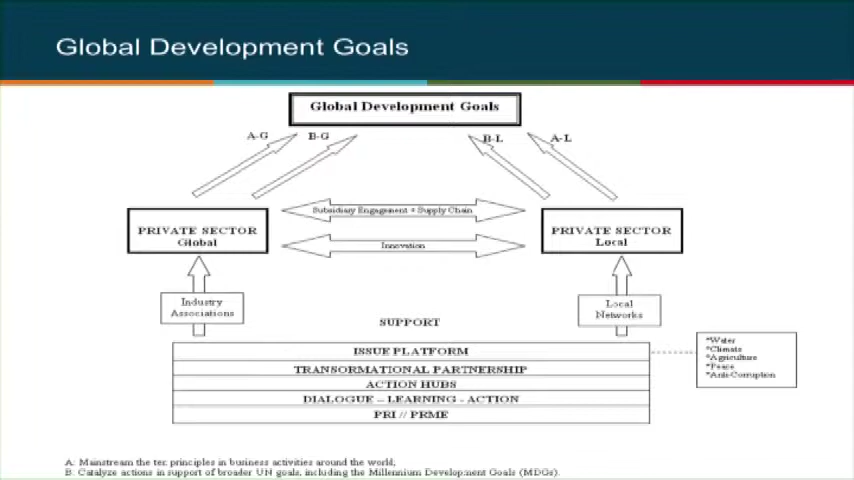 Global Development Goals
Global Development Goals
A-G
B-G
B-L
A-L
Subsidiary Engagement + Supply Chain
PRIVATE SECTOR
Global
PRIVATE SECTOR
Local
Innovation
Industry
Associations
Local
Networks
SUPPORT
ISSUE PLATFORM
TRANSORMATIONAL PARTNERSHIP
ACTION HUBS
DIALOGUE – LEARNING - ACTION
PRI // PRME
*Water
*Climate
*Agriculture
*Peace
*Anti-Corruption
A: Mainstream the ten principles in business activities around the world;
B: Catalyze actions in support of broader UN goals, including the Millennium Development Goals (MDGs).